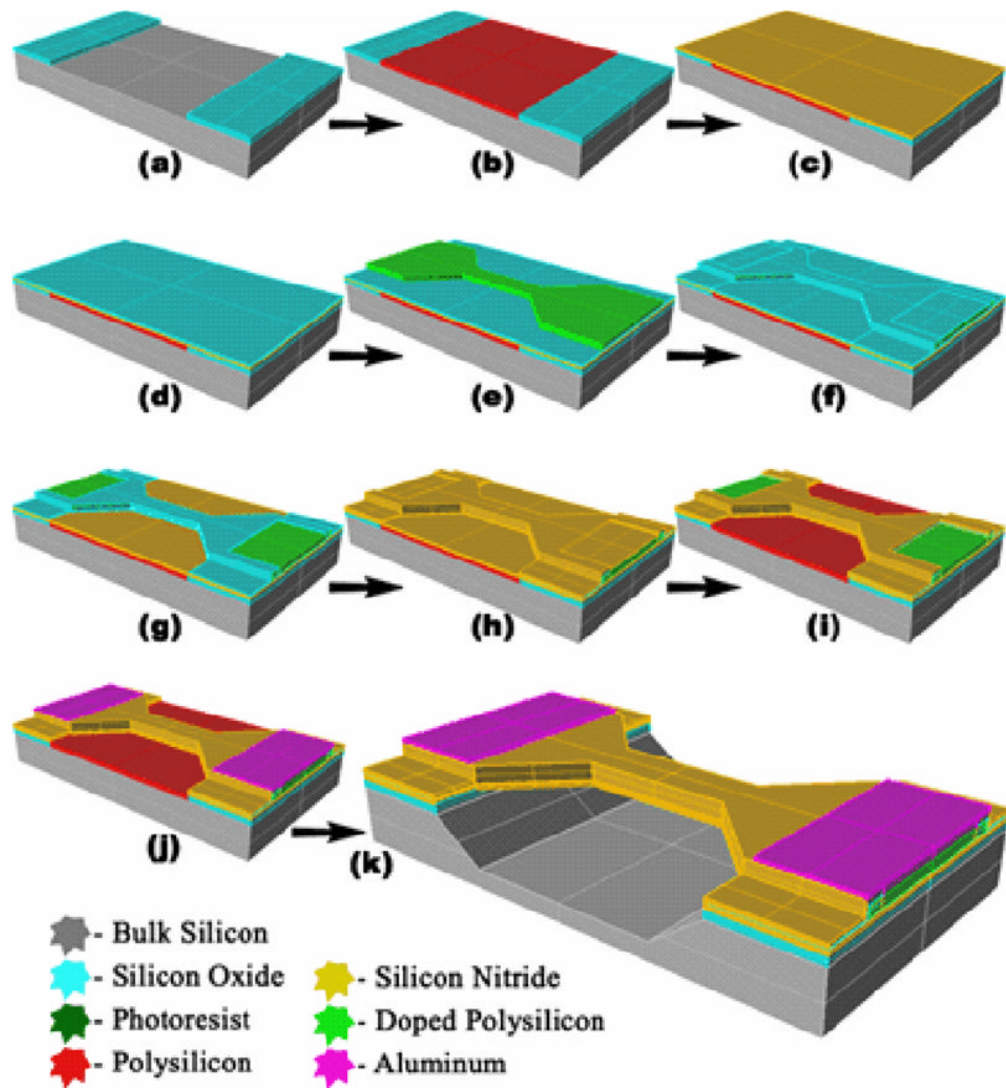 (a) (b) (c)
(d) (e) (f)
(g) (h) (i)
(j) (k)
- Bulk Silicon
- Silicon Oxide - Silicon Nitride
- Photoresist - Doped Polysilicon
- Polysilicon - Aluminum